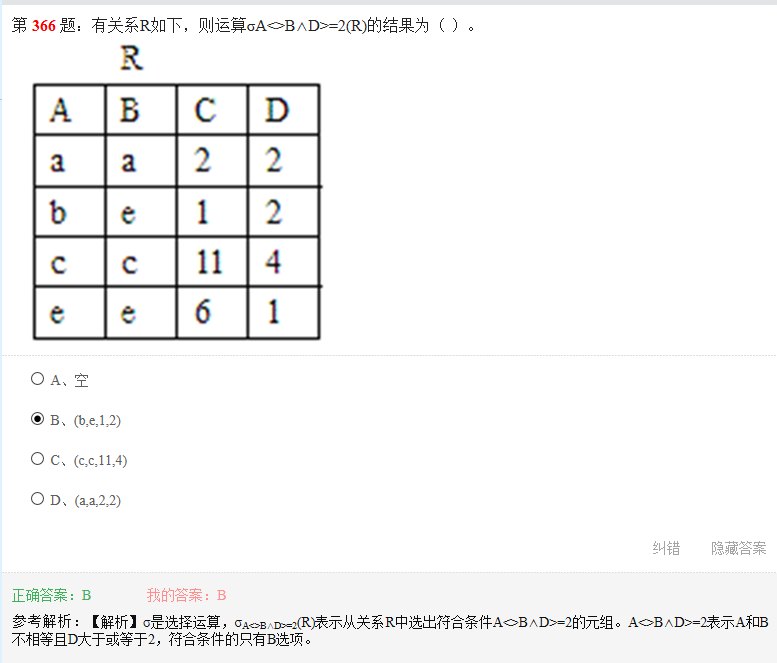 第 366 题：有关系R如下，则运算σA<>B∧D>=2(R)的结果为（ ）。
R
A B C D
a a 2 2
b e 1 2
c c 11 4
e e 6 1
A、空
B、(b,e,1,2)
C、(c,c,11,4)
D、(a,a,2,2)
纠错 隐藏答案
正确答案：B 我的答案：B
参考解析：【解析】σ是选择运算，σA<>B∧D>=2(R)表示从关系R中选出符合条件A<>B∧D>=2的元组。A<>B∧D>=2表示A和B
不相等且D大于或等于2，符合条件的只有B选项。